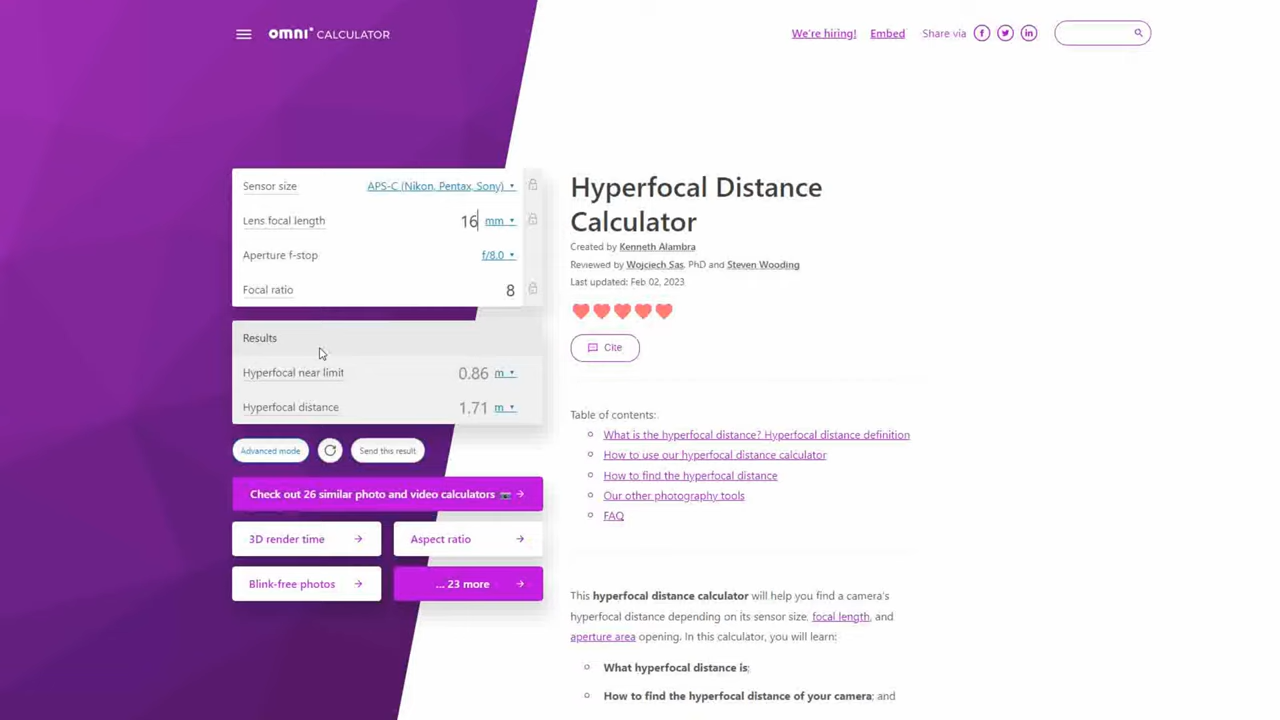 omni CALCULATOR
We're hiring! Embed Share via
Sensor size APS-C (Nikon, Pentax, Sony)
Lens focal length 16 mm
Aperture f-stop f/8.0
Focal ratio 8
Results
Hyperfocal near limit 0.86 m
Hyperfocal distance 1.71 m
Advanced mode Send this result
Check out 26 similar photo and video calculators
3D render time Aspect ratio
Blink-free photos ... 23 more
Hyperfocal Distance
Calculator
Created by Kenneth Alambra
Reviewed by Wojciech Sas, PhD and Steven Wooding
Last updated: Feb 02, 2023
Cite
Table of contents:
What is the hyperfocal distance? Hyperfocal distance definition
How to use our hyperfocal distance calculator
How to find the hyperfocal distance
Our other photography tools
FAQ
This hyperfocal distance calculator will help you find a camera's
hyperfocal distance depending on its sensor size, focal length, and
aperture area opening. In this calculator, you will learn:
What hyperfocal distance is;
How to find the hyperfocal distance of your camera; and